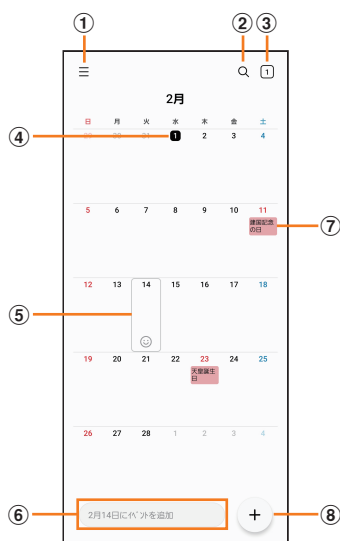 ① ② ③
1
2月
日 月 火 水 木 金 土
④ 29 30 31 1 2 3 4
5 6 7 8 9 10 11
建国記念
の日
⑦
12 13 14 15 16 17 18
⑤
19 20 21 22 23 24 25
天皇誕生
日
26 27 28 1 2 3 4
⑥ 2月14日にイベントを追加 + ⑧